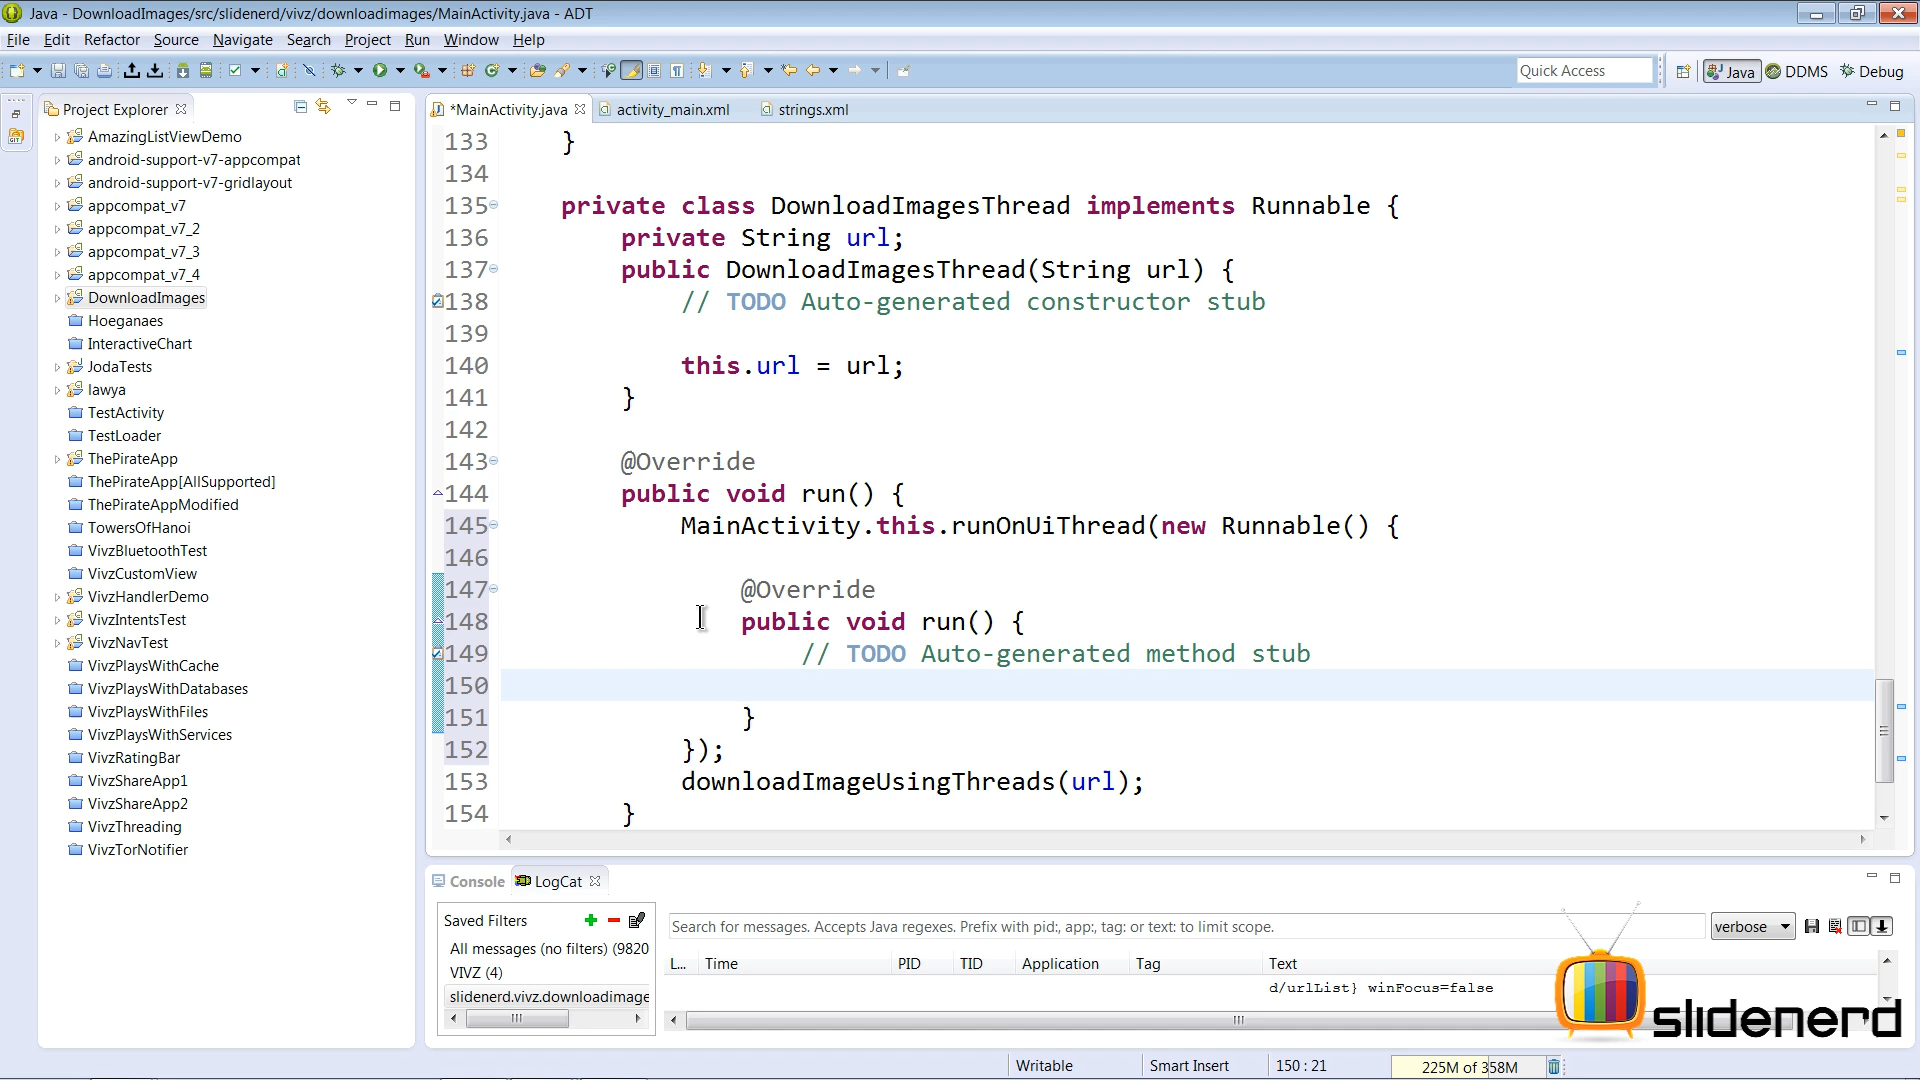 Java - DownloadImages/src/slidenerd/vivz/downloadimages/MainActivity.java - ADT
File Edit Refactor Source Navigate Search Project Run Window Help
Quick Access Java DDMS Debug
Project Explorer
AmazingListViewDemo
android-support-v7-appcompat
android-support-v7-gridlayout
appcompat_v7
appcompat_v7_2
appcompat_v7_3
appcompat_v7_4
DownloadImages
Hoeganaes
InteractiveChart
JodaTests
lawya
TestActivity
TestLoader
ThePirateApp
ThePirateApp[AllSupported]
ThePirateAppModified
TowersOfHanoi
VivzBluetoothTest
VivzCustomView
VivzHandlerDemo
VivzIntentsTest
VivzNavTest
VivzPlaysWithCache
VivzPlaysWithDatabases
VivzPlaysWithFiles
VivzPlaysWithServices
VivzRatingBar
VivzShareApp1
VivzShareApp2
VivzThreading
VivzTorNotifier
*MainActivity.java activity_main.xml strings.xml
133 }
134
135 private class DownloadImagesThread implements Runnable {
136 private String url;
137 public DownloadImagesThread(String url) {
138 // TODO Auto-generated constructor stub
139
140 this.url = url;
141 }
142
143 @Override
144 public void run() {
145 MainActivity.this.runOnUiThread(new Runnable() {
146
147 @Override
148 public void run() {
149 // TODO Auto-generated method stub
150
151 }
152 });
153 downloadImageUsingThreads(url);
154 }
Console LogCat
Saved Filters
All messages (no filters) (9820
VIVZ (4)
slidenerd.vivz.downloadimage
Search for messages. Accepts Java regexes. Prefix with pid:, app:, tag: or text: to limit scope.
verbose
L... Time PID TID Application Tag Text
d/urlList} winFocus=false
slidenerd
Writable Smart Insert 150 : 21 225M of 358M